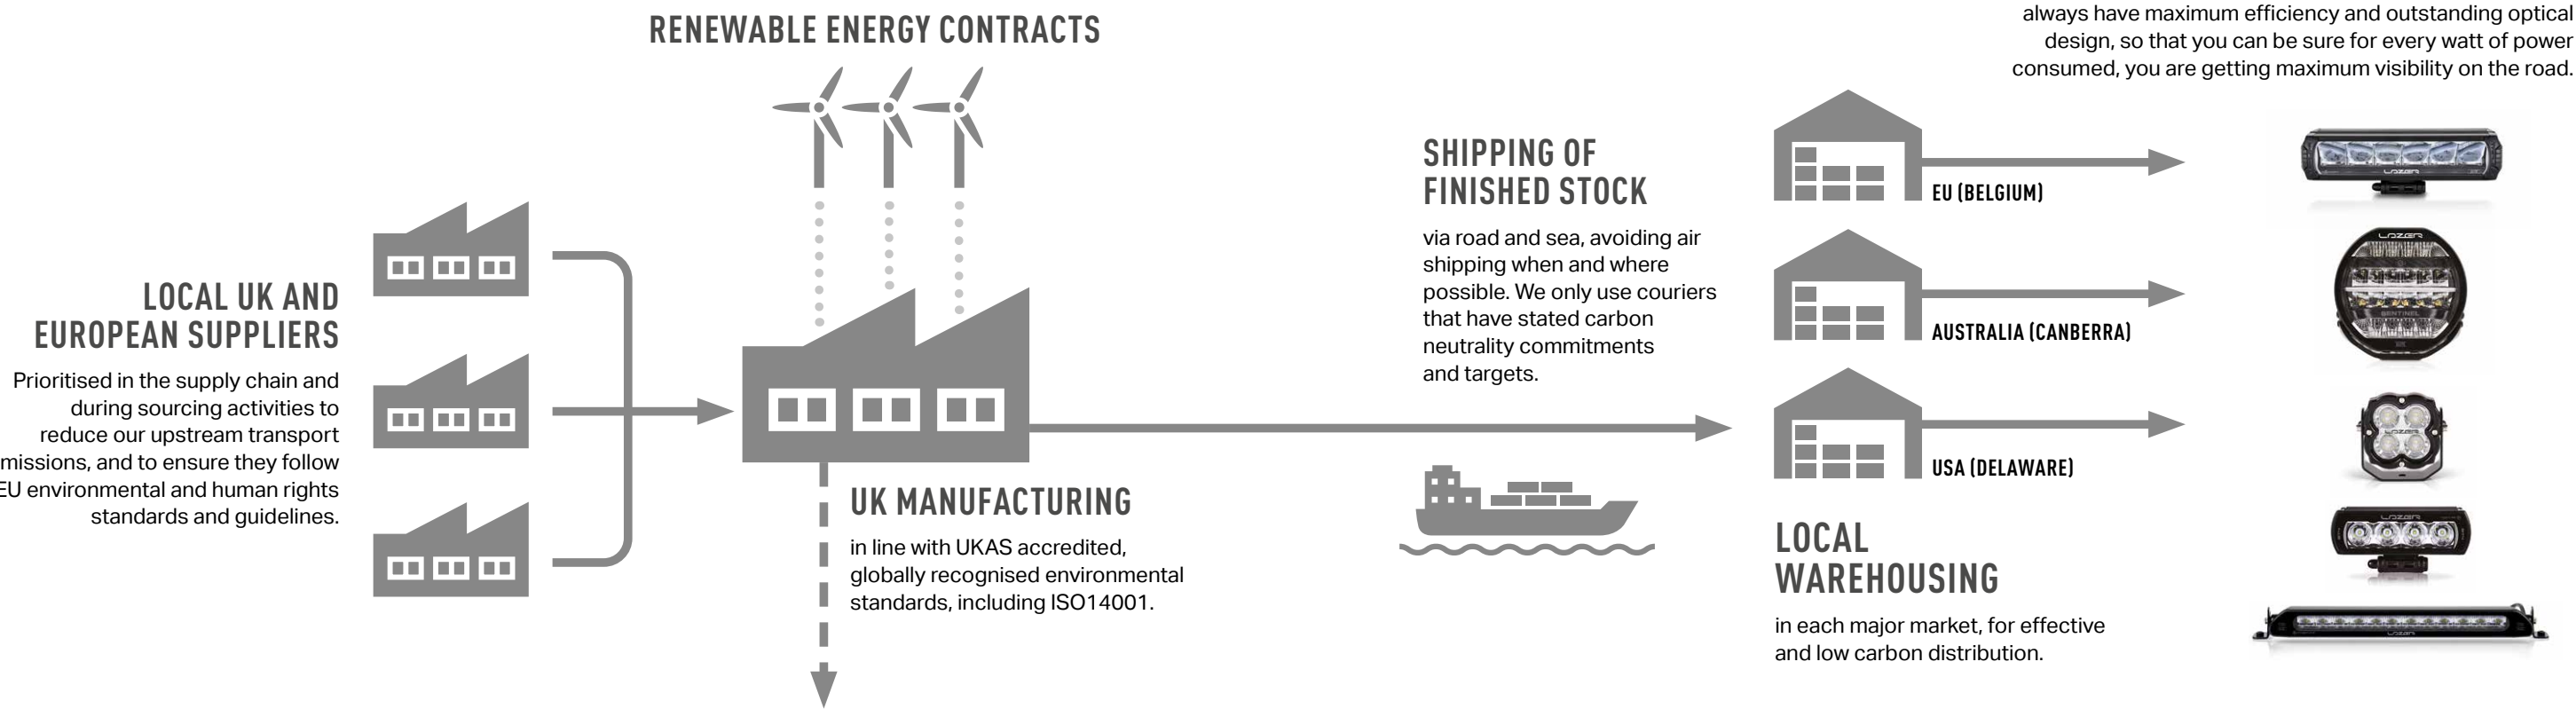 RENEWABLE ENERGY CONTRACTS
always have maximum efficiency and outstanding optical
design, so that you can be sure for every watt of power
consumed, you are getting maximum visibility on the road.
LOCAL UK AND
EUROPEAN SUPPLIERS
Prioritised in the supply chain and
during sourcing activities to
reduce our upstream transport
missions, and to ensure they follow
EU environmental and human rights
standards and guidelines.
UK MANUFACTURING
in line with UKAS accredited,
globally recognised environmental
standards, including ISO14001.
SHIPPING OF
FINISHED STOCK
via road and sea, avoiding air
shipping when and where
possible. We only use couriers
that have stated carbon
neutrality commitments
and targets.
EU (BELGIUM)
AUSTRALIA (CANBERRA)
USA (DELAWARE)
LOCAL
WAREHOUSING
in each major market, for effective
and low carbon distribution.
LAZER
LAZER
SENTINEL
LAZER
LAZER
LAZER